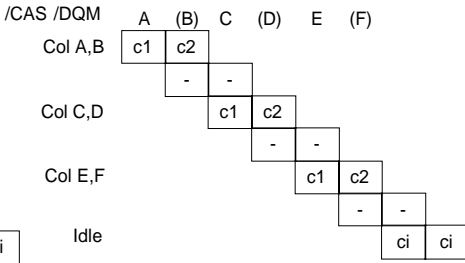 /CAS /DQM A (B) C (D) E (F)
Col A,B c1 c2
- -
Col C,D c1 c2
- -
Col E,F c1 c2
- -
i Idle ci ci